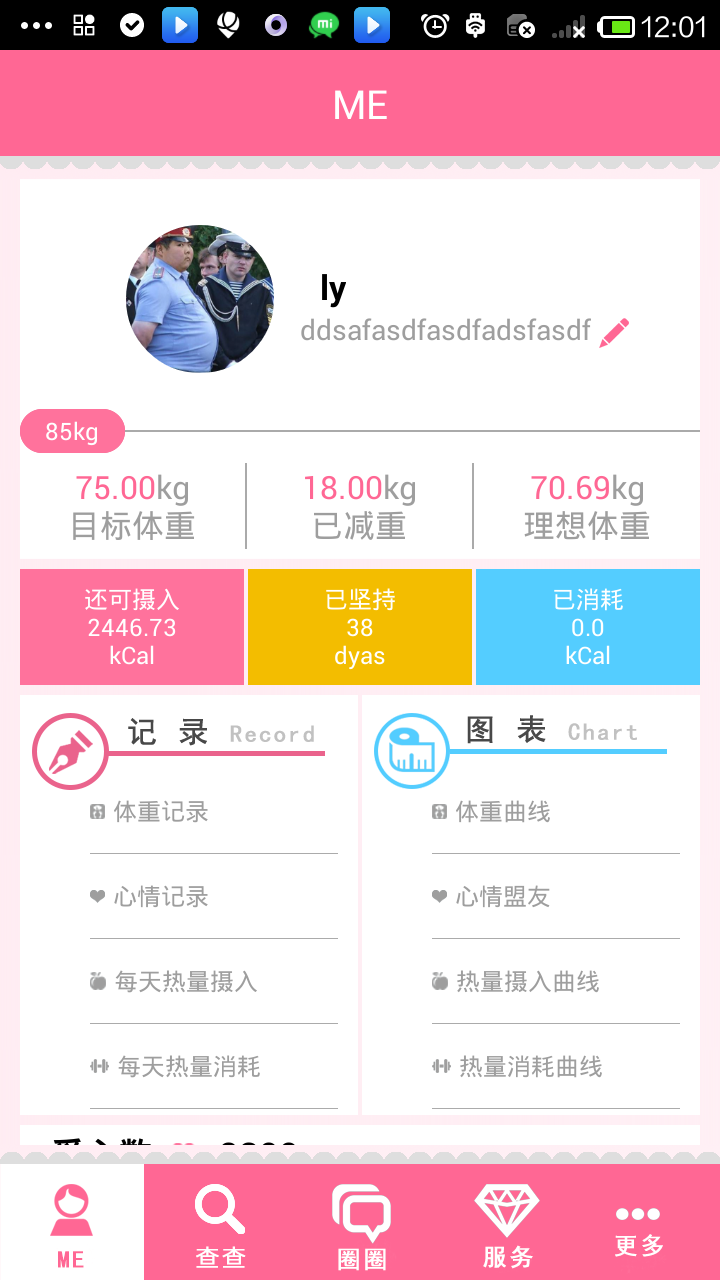 mi
12:01
ME
ly
ddsafasdfasdfadsfasdf
85kg
75.00kg
目标体重
18.00kg
已减重
70.69kg
理想体重
还可摄入
2446.73
kCal
已坚持
38
dyas
已消耗
0.0
kCal
记 录 Record
体重记录
心情记录
每天热量摄入
每天热量消耗
图 表 Chart
体重曲线
心情盟友
热量摄入曲线
热量消耗曲线
ME
查查
圈圈
服务
更多